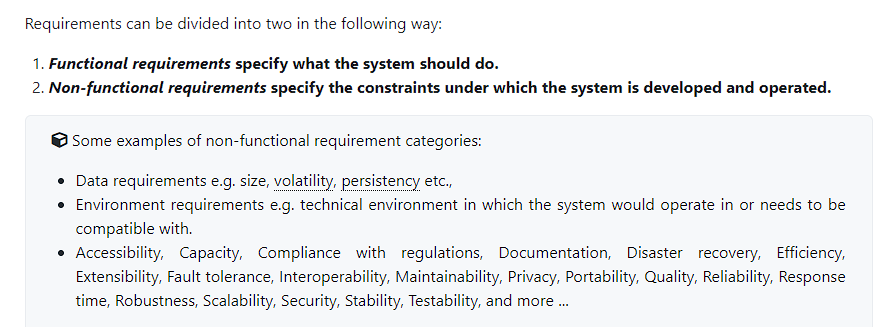 Requirements can be divided into two in the following way:
1. Functional requirements specify what the system should do.
2. Non-functional requirements specify the constraints under which the system is developed and operated.
Some examples of non-functional requirement categories:
• Data requirements e.g. size, volatility, persistency etc.,
• Environment requirements e.g. technical environment in which the system would operate in or needs to be
compatible with.
• Accessibility, Capacity, Compliance with regulations, Documentation, Disaster recovery, Efficiency,
Extensibility, Fault tolerance, Interoperability, Maintainability, Privacy, Portability, Quality, Reliability, Response
time, Robustness, Scalability, Security, Stability, Testability, and more ...